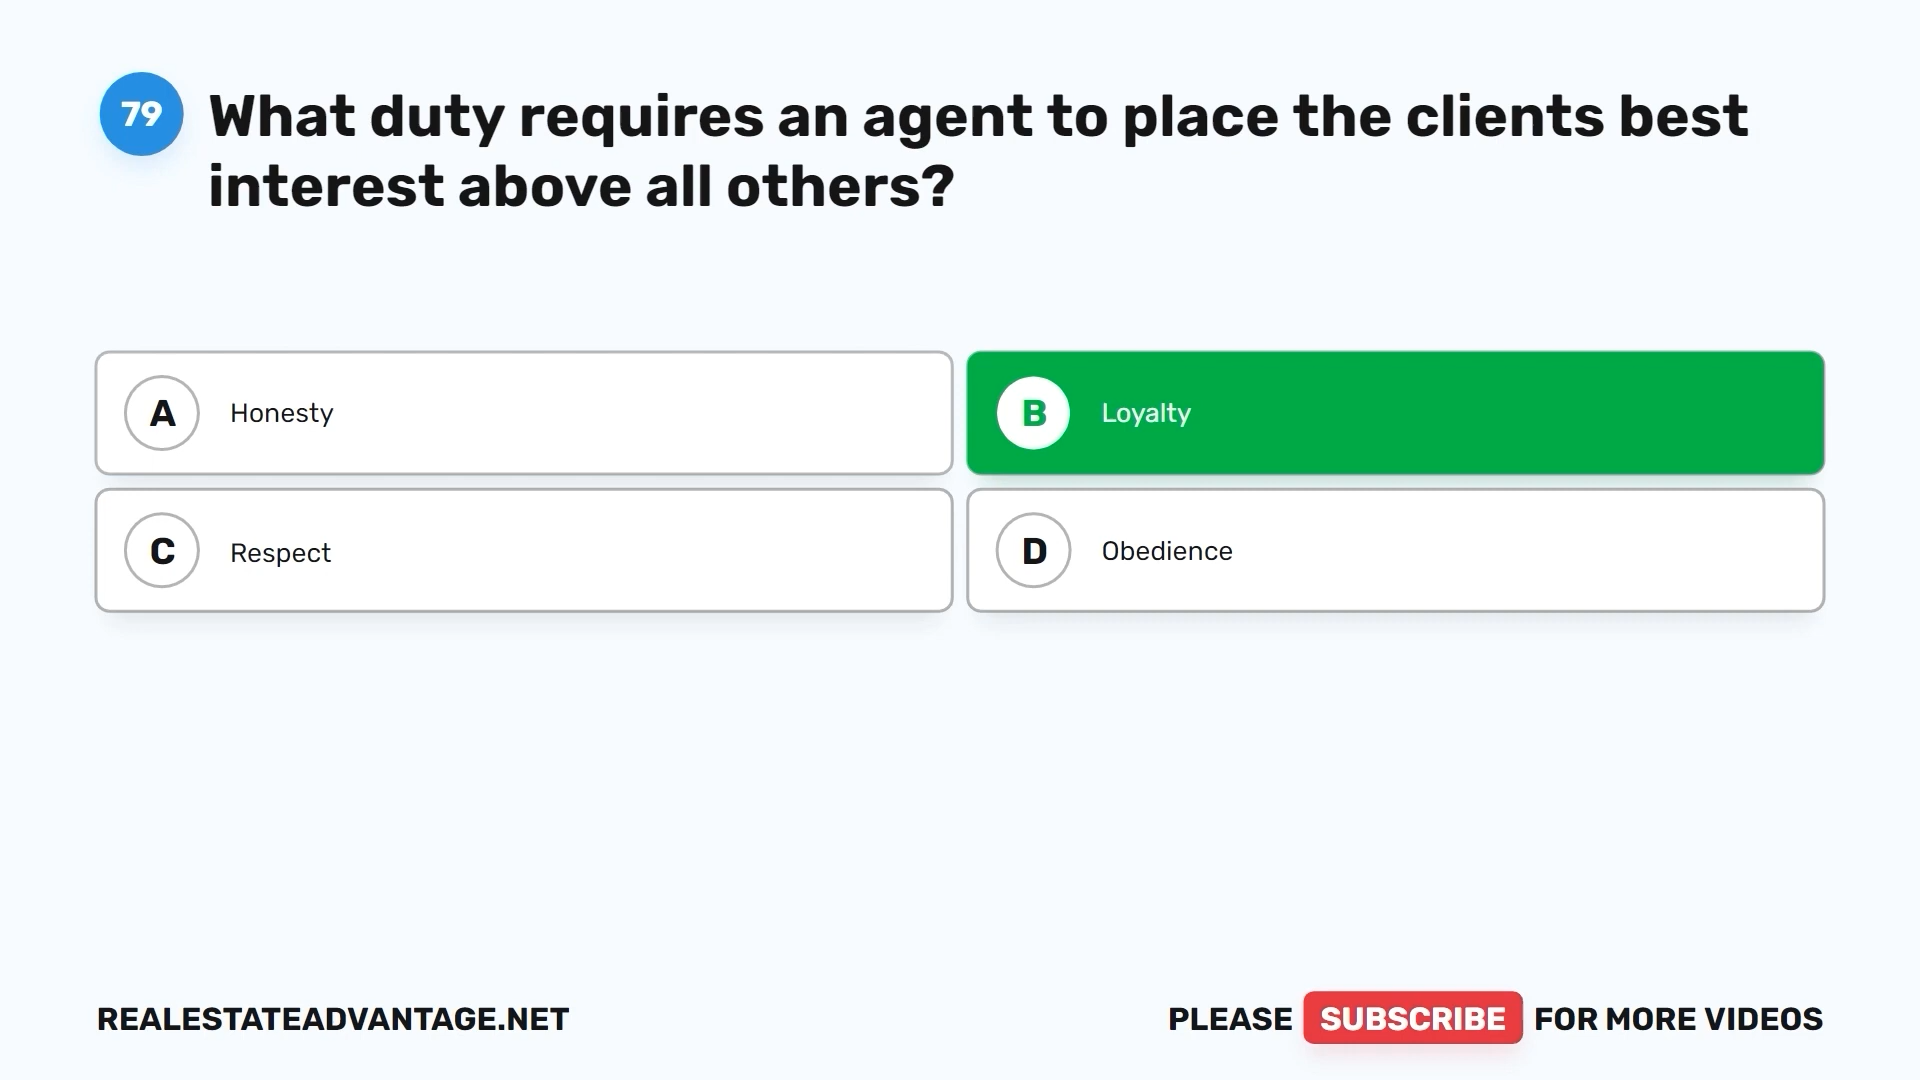 79
What duty requires an agent to place the clients best
interest above all others?
A Honesty
B Loyalty
C Respect
D Obedience
REALESTATEADVANTAGE.NET
PLEASE SUBSCRIBE FOR MORE VIDEOS